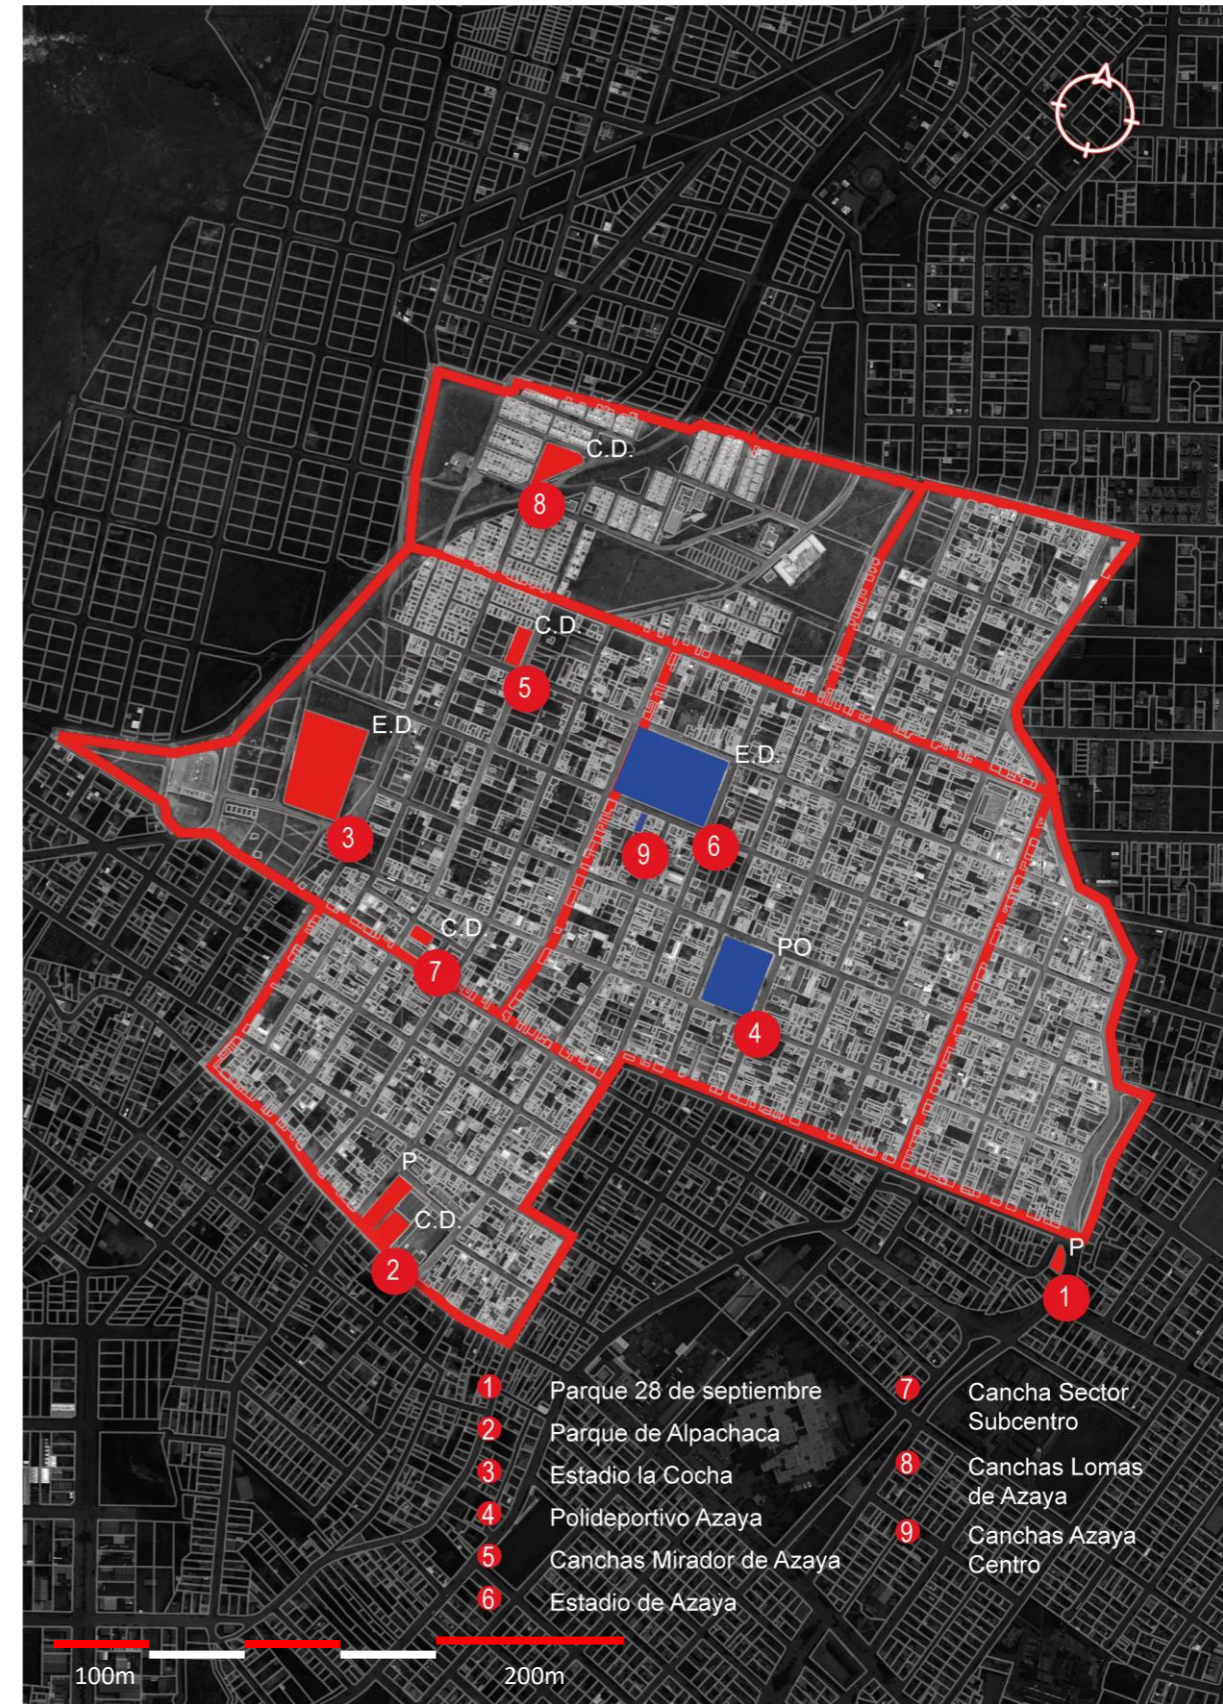 C.D.
8
C.D.
5
E.D.
3
E.D.
9
6
C.D.
7
PO
4
P
C.D.
2
P
1
1 Parque 28 de septiembre
2 Parque de Alpachaca
3 Estadio la Cocha
4 Polideportivo Azaya
5 Canchas Mirador de Azaya
6 Estadio de Azaya
7 Cancha Sector
Subcentro
8 Canchas Lomas
de Azaya
9 Canchas Azaya
Centro
100m
200m